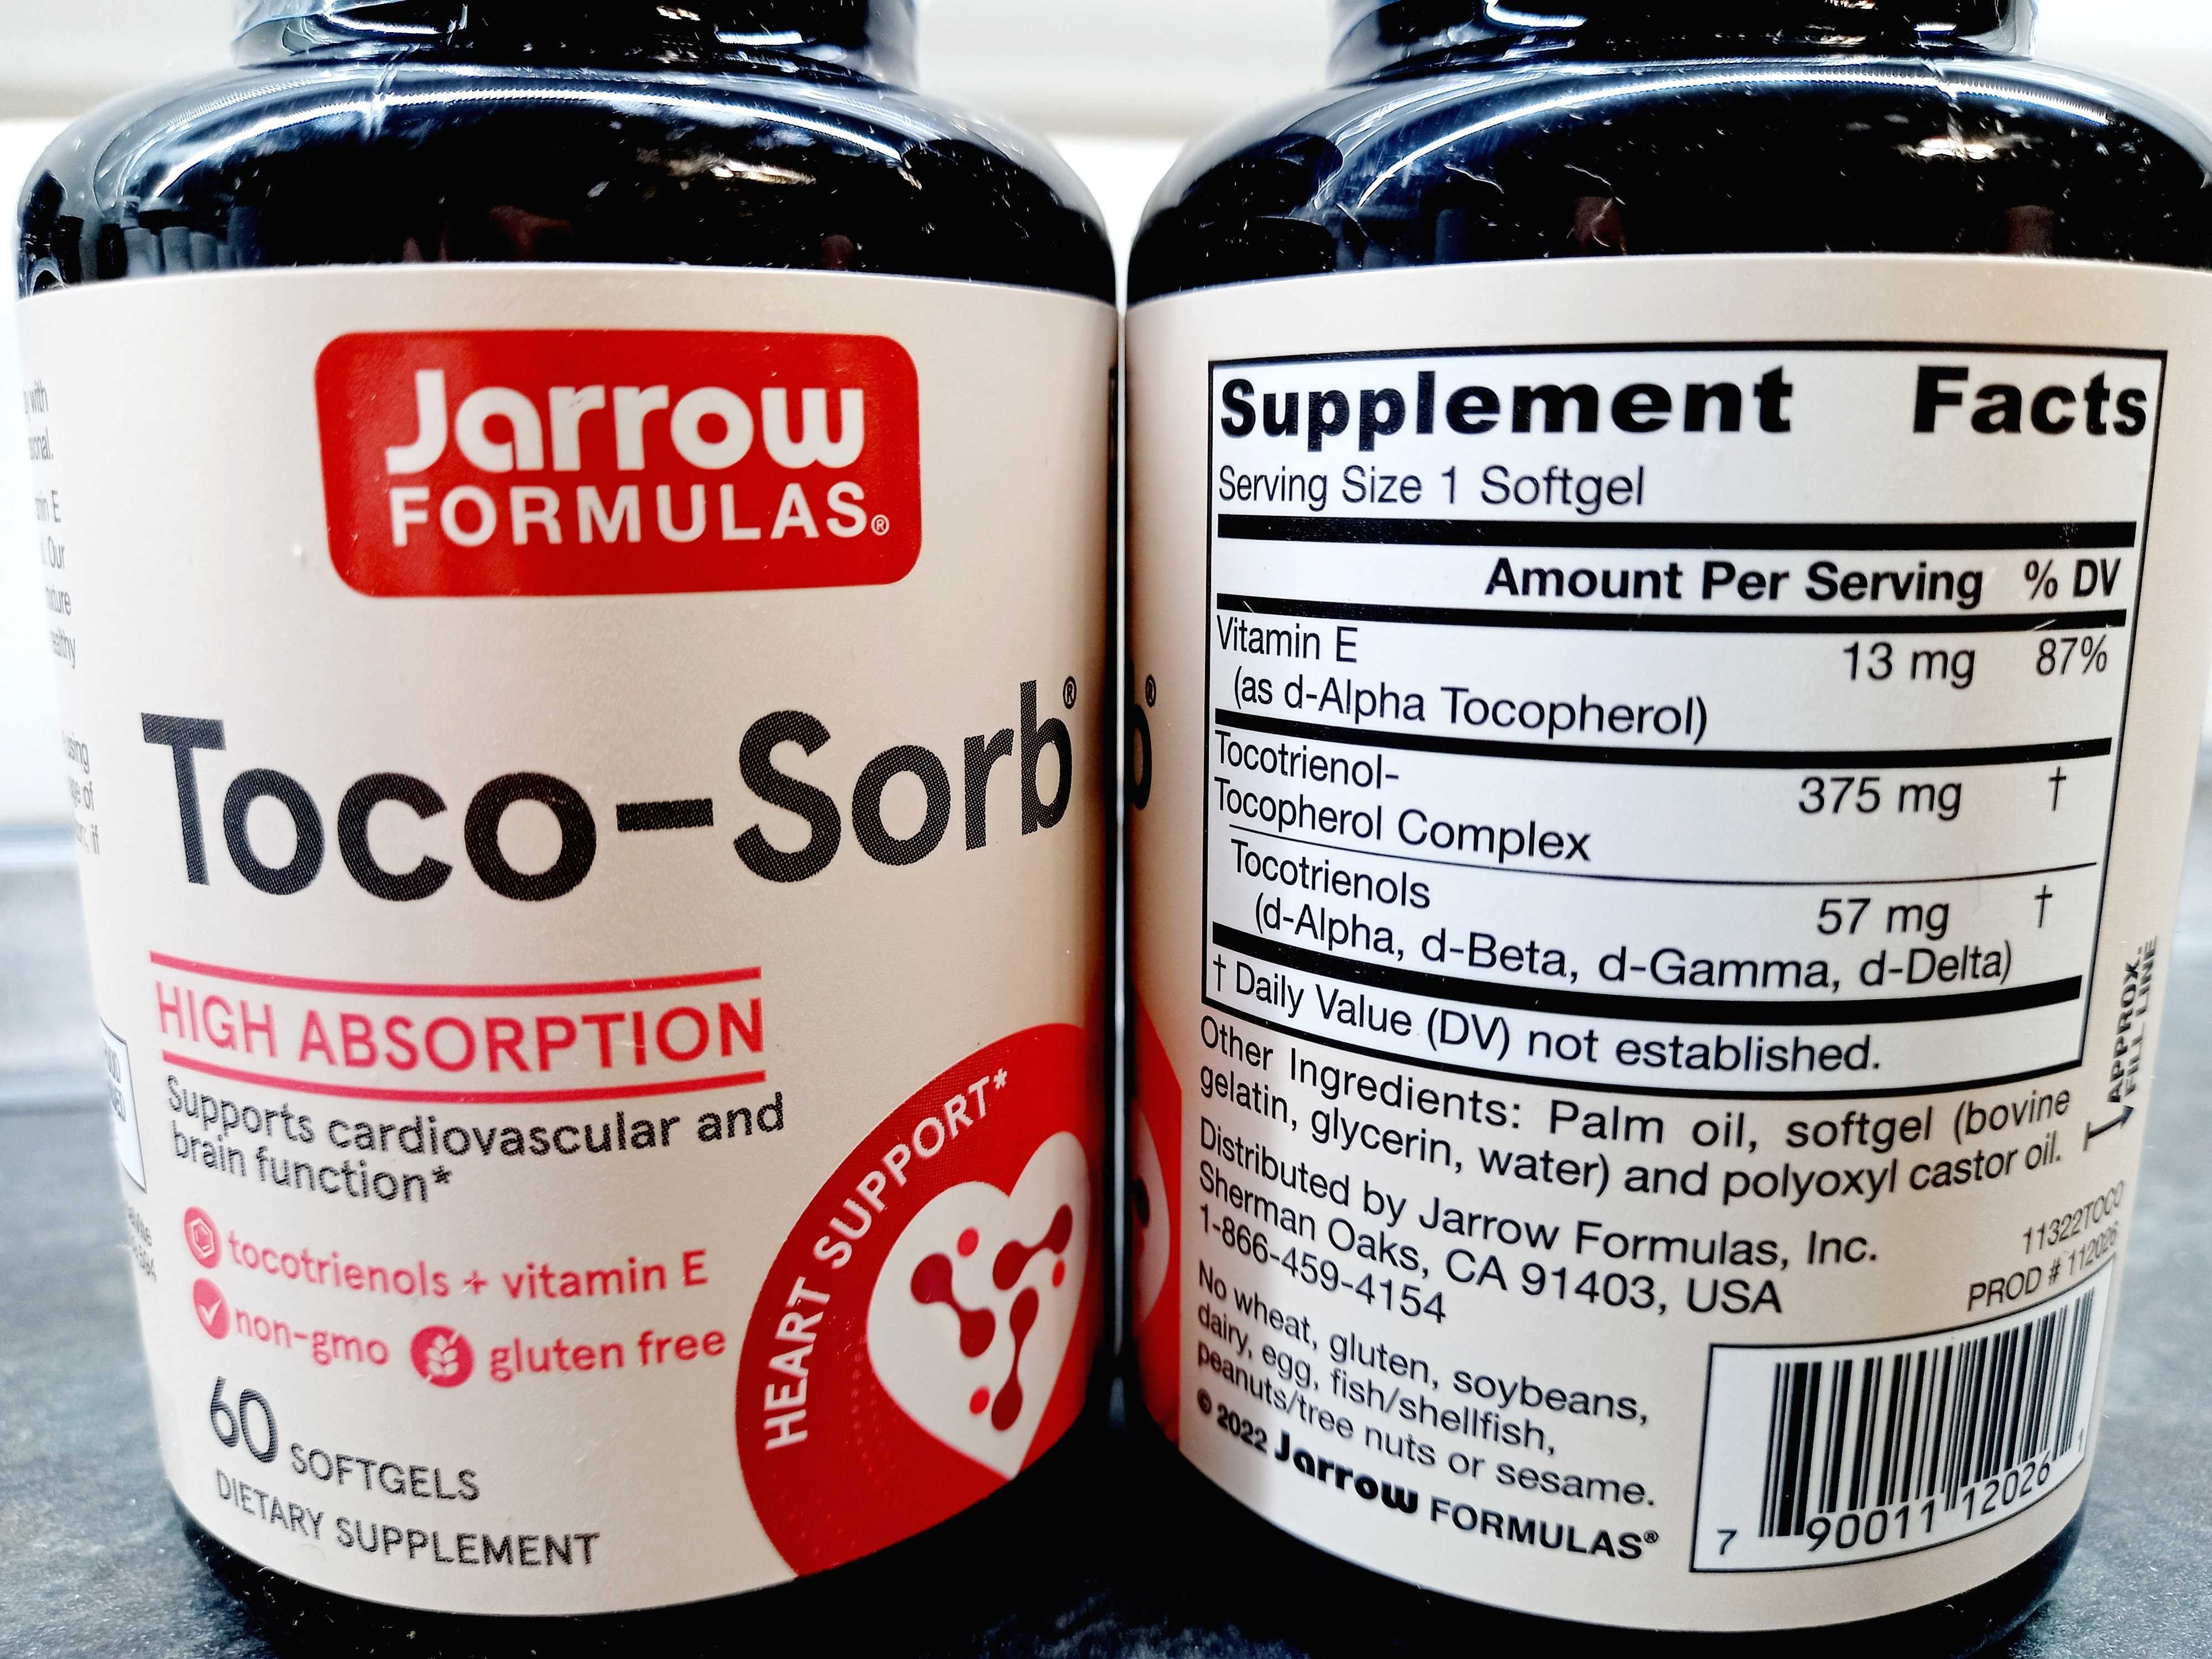 with
E
Our
Jarrow
FORMULAS®
Toco-Sorb®
HIGH ABSORPTION
Supports cardiovascular and
brain function*
tocotrienols + vitamin E
non-gmo gluten free
60 SOFTGELS
DIETARY SUPPLEMENT
HEART SUPPORT*
Supplement Facts
Serving Size 1 Softgel
Amount Per Serving % DV
Vitamin E 13 mg 87%
(as d-Alpha Tocopherol)
Tocotrienol-
Tocopherol Complex 375 mg †
Tocotrienols 57 mg †
(d-Alpha, d-Beta, d-Gamma, d-Delta)
† Daily Value (DV) not established.
Other Ingredients: Palm oil, softgel (bovine
gelatin, glycerin, water) and polyoxyl castor oil.
Distributed by Jarrow Formulas, Inc.
Sherman Oaks, CA 91403, USA
1-866-459-4154
No wheat, gluten, soybeans,
dairy, egg, fish/shellfish,
peanuts/tree nuts or sesame.
© 2022 Jarrow FORMULAS®
APPROX.
FILL LINE
11322TOCO
PROD # 112026
7 90011 12026 1